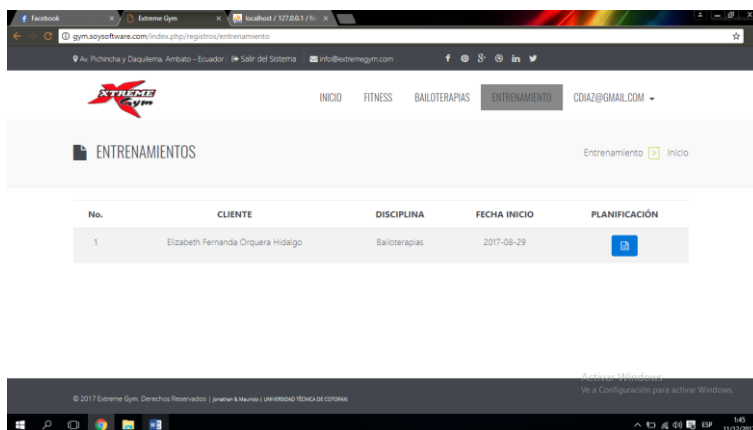 Facebook
Extreme Gym
localhost / 127.0.0.1 /
gym.soysoftware.com/index.php/registros/entrenamiento
Av. Pichincha y Daquilema, Ambato - Ecuador
Salir del Sistema
info@extremegym.com
XTREME
Gym
INICIO FITNESS BAILOTERAPIAS ENTRENAMIENTO CDIAZ@GMAIL.COM
ENTRENAMIENTOS
Entrenamiento Inicio
No. CLIENTE DISCIPLINA FECHA INICIO PLANIFICACIÓN
1 Elizabeth Fernanda Orquera Hidalgo Bailoterapias 2017-08-29
Activar Windows
Ve a Configuración para activar Windows.
© 2017 Extreme Gym. Derechos Reservados | Jonathan & Mauricio | UNIVERSIDAD TÉCNICA DE COTOPAXI
ESP
1:45